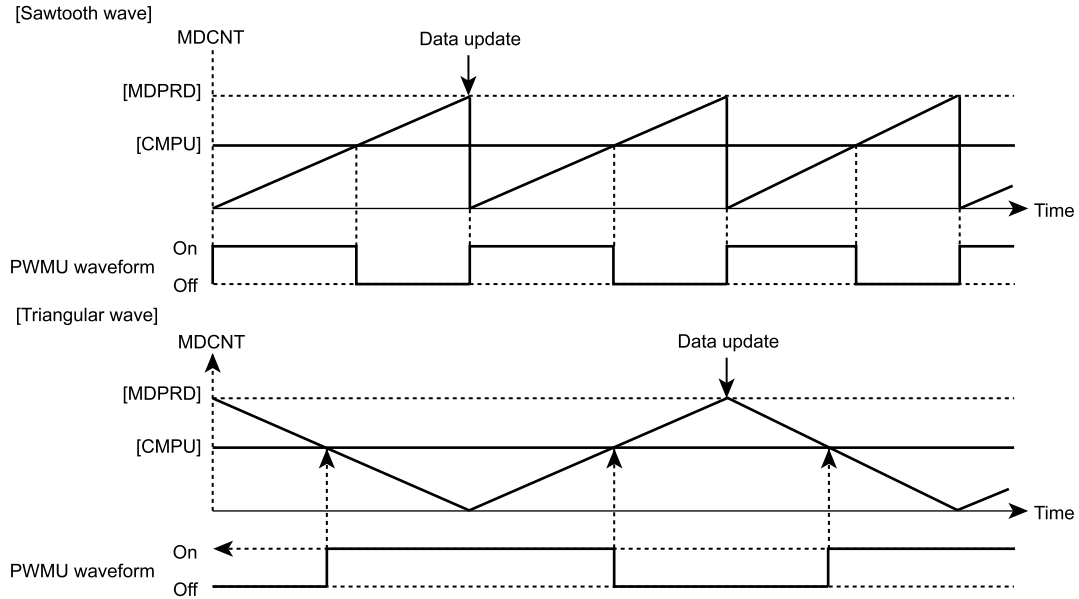 [Sawtooth wave]
MDCNT
Data update
[MDPRD]
[CMPU]
Time
On
PWMU waveform
Off
[Triangular wave]
MDCNT
Data update
[MDPRD]
[CMPU]
Time
On
PWMU waveform
Off